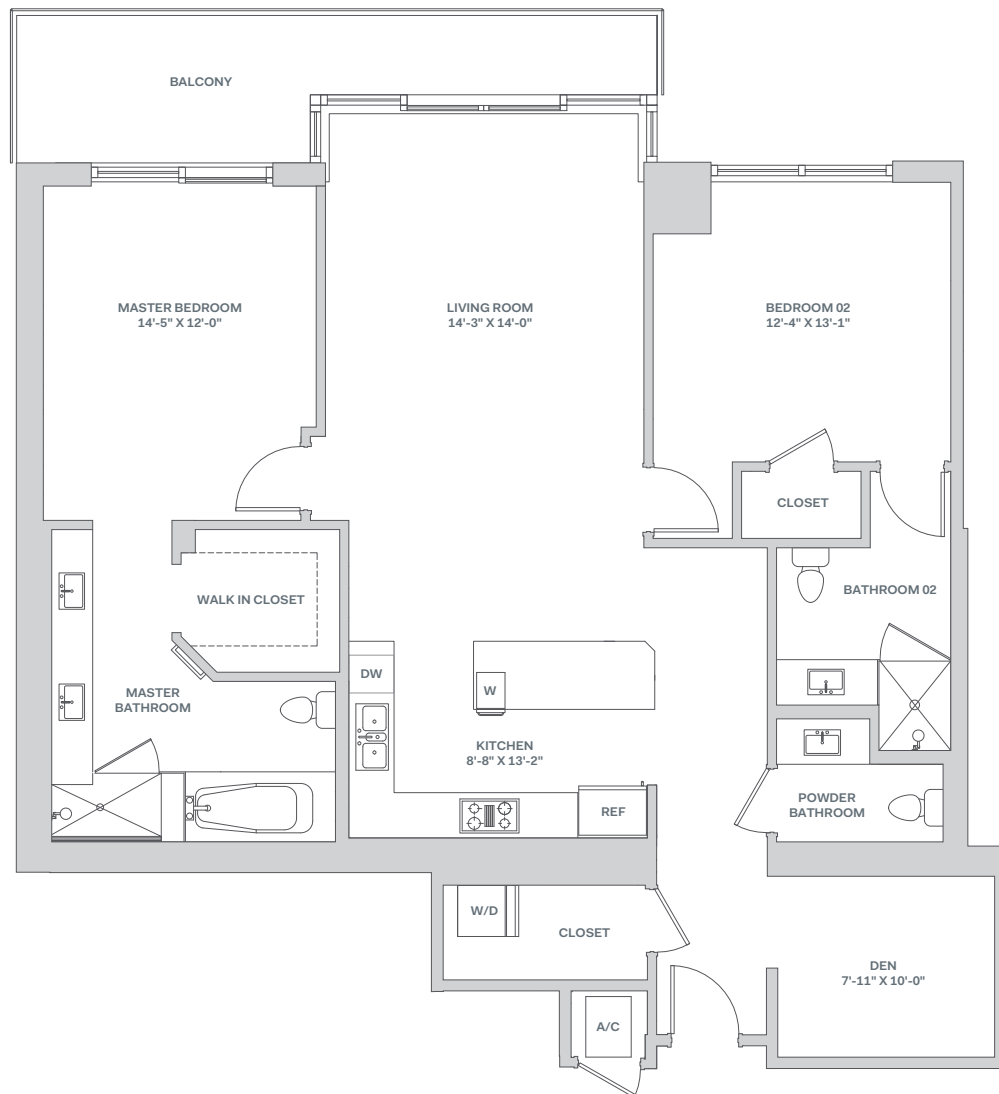 BALCONY
MASTER BEDROOM
14'-5" X 12'-0"
LIVING ROOM
14'-3" X 14'-0"
BEDROOM 02
12'-4" X 13'-1"
CLOSET
WALK IN CLOSET
BATHROOM 02
DW
W
MASTER
BATHROOM
KITCHEN
8'-8" X 13'-2"
REF
POWDER
BATHROOM
W/D
CLOSET
DEN
7'-11" X 10'-0"
A/C